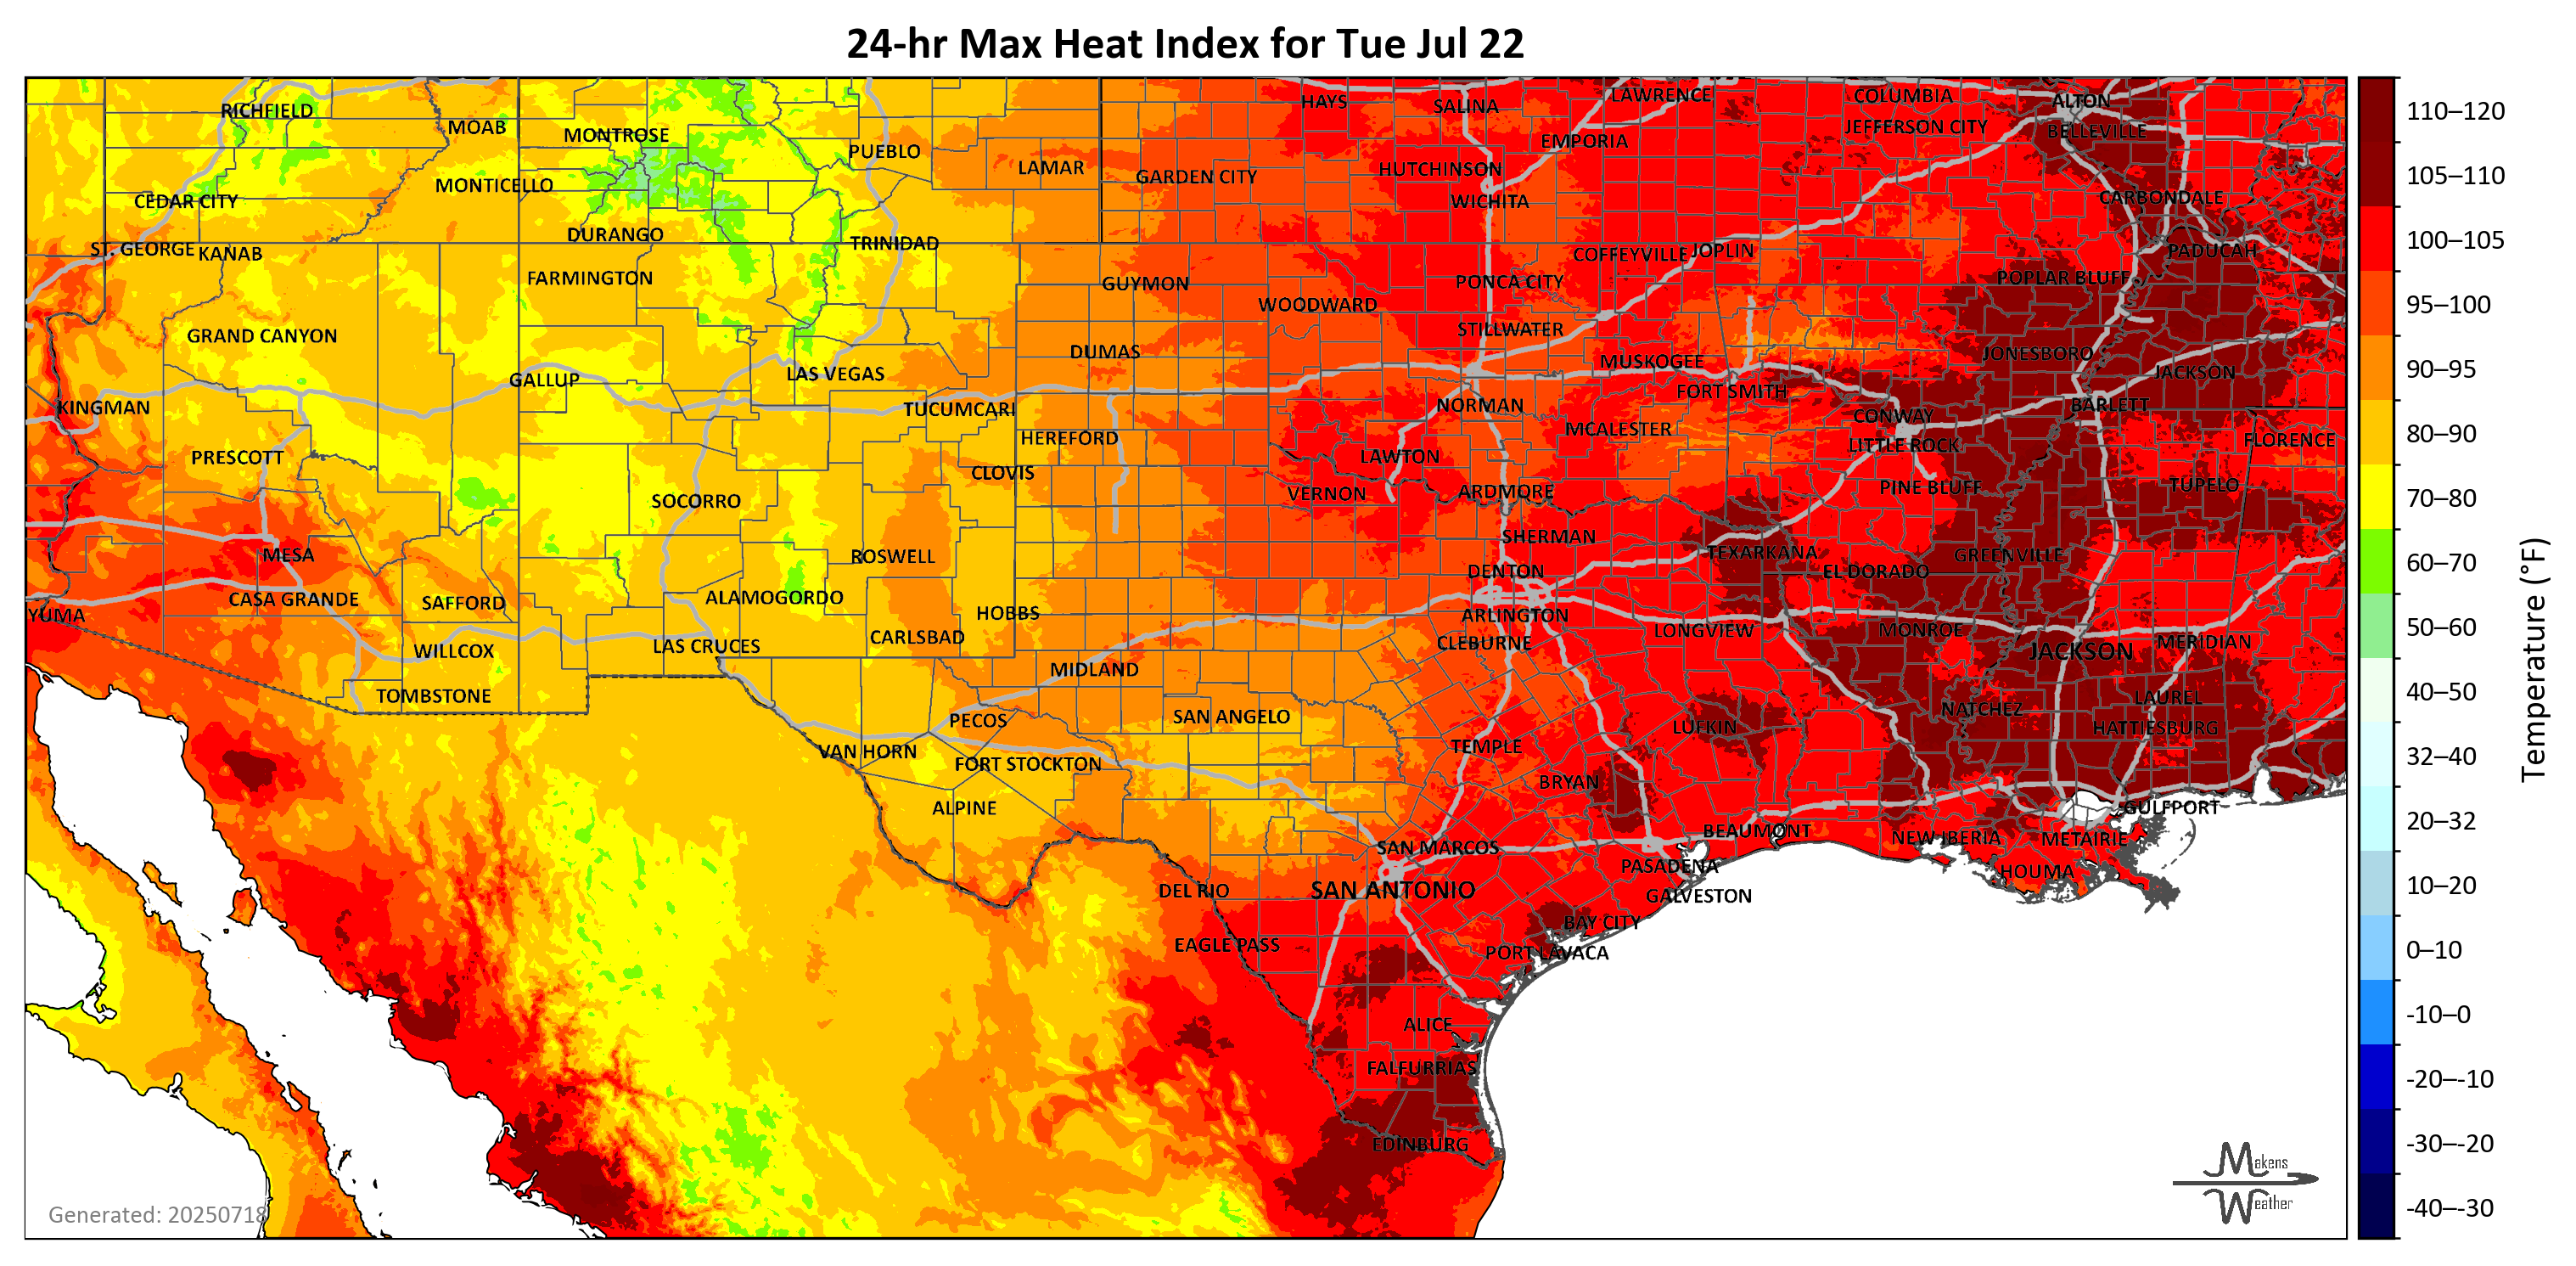 24-hr Max Heat Index for Tue Jul 22
RICHFIELD
MOAB
MONTROSE
PUEBLO
LAMAR
GARDEN CITY
HAYS
SALINA
LAWRENCE
COLUMBIA
ALTON
EMPORIA
JEFFERSON CITY
BELLEVILLE
CEDAR CITY
MONTICELLO
HUTCHINSON
WICHITA
CARBONDALE
DURANGO
TRINIDAD
ST. GEORGE
KANAB
FARMINGTON
GUYMON
COFFEYVILLE
JOPLIN
PADUCAH
WOODWARD
PONCA CITY
POPLAR BLUFF
GRAND CANYON
STILLWATER
DUMAS
MUSKOGEE
JONESBORO
GALLUP
LAS VEGAS
FORT SMITH
JACKSON
KINGMAN
TUCUMCARI
NORMAN
CONWAY
BARLETT
HEREFORD
MCALESTER
LITTLE ROCK
FLORENCE
PRESCOTT
CLOVIS
LAWTON
SOCORRO
VERNON
ARDMORE
PINE BLUFF
TUPELO
MESA
ROSWELL
SHERMAN
TEXARKANA
GREENVILLE
DENTON
EL DORADO
CASA GRANDE
SAFFORD
ALAMOGORDO
HOBBS
YUMA
ARLINGTON
LONGVIEW
MONROE
WILLCOX
LAS CRUCES
CARLSBAD
CLEBURNE
JACKSON
MERIDIAN
MIDLAND
TOMBSTONE
PECOS
SAN ANGELO
LUFKIN
NATCHEZ
LAUREL
HATTIESBURG
VAN HORN
FORT STOCKTON
TEMPLE
BRYAN
ALPINE
BEAUMONT
NEW IBERIA
METAIRIE
GULFPORT
SAN MARCOS
PASADENA
HOUMA
DEL RIO
SAN ANTONIO
GALVESTON
BAY CITY
EAGLE PASS
PORT LAVACA
ALICE
FALFURRIAS
EDINBURG
Generated: 20250718
Makens
Weather
110–120
105–110
100–105
95–100
90–95
80–90
70–80
60–70
50–60
40–50
32–40
20–32
10–20
0–10
-10–0
-20–-10
-30–-20
-40–-30
Temperature (°F)